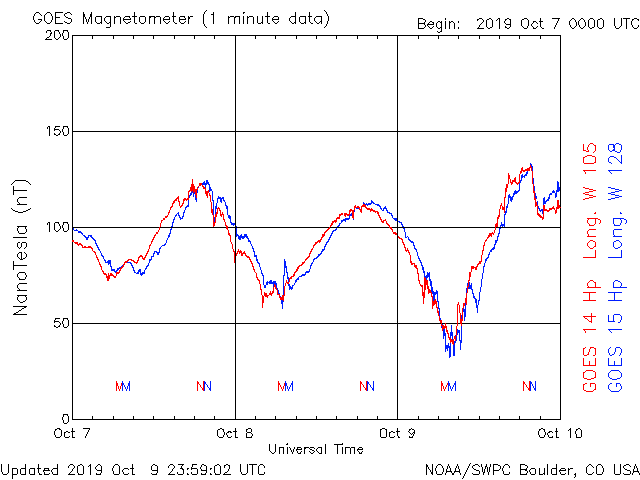 GOES Magnetometer (1 minute data)
Begin: 2019 Oct 7 0000 UTC
200
150
100
50
0
NanoTesla (nT)
M M N N M M N N M M N N
Oct 7 Oct 8 Oct 9 Oct 10
Universal Time
GOES 14 Hp Long. W 105
GOES 15 Hp Long. W 128
Updated 2019 Oct 9 23:59:02 UTC
NOAA/SWPC Boulder, CO USA